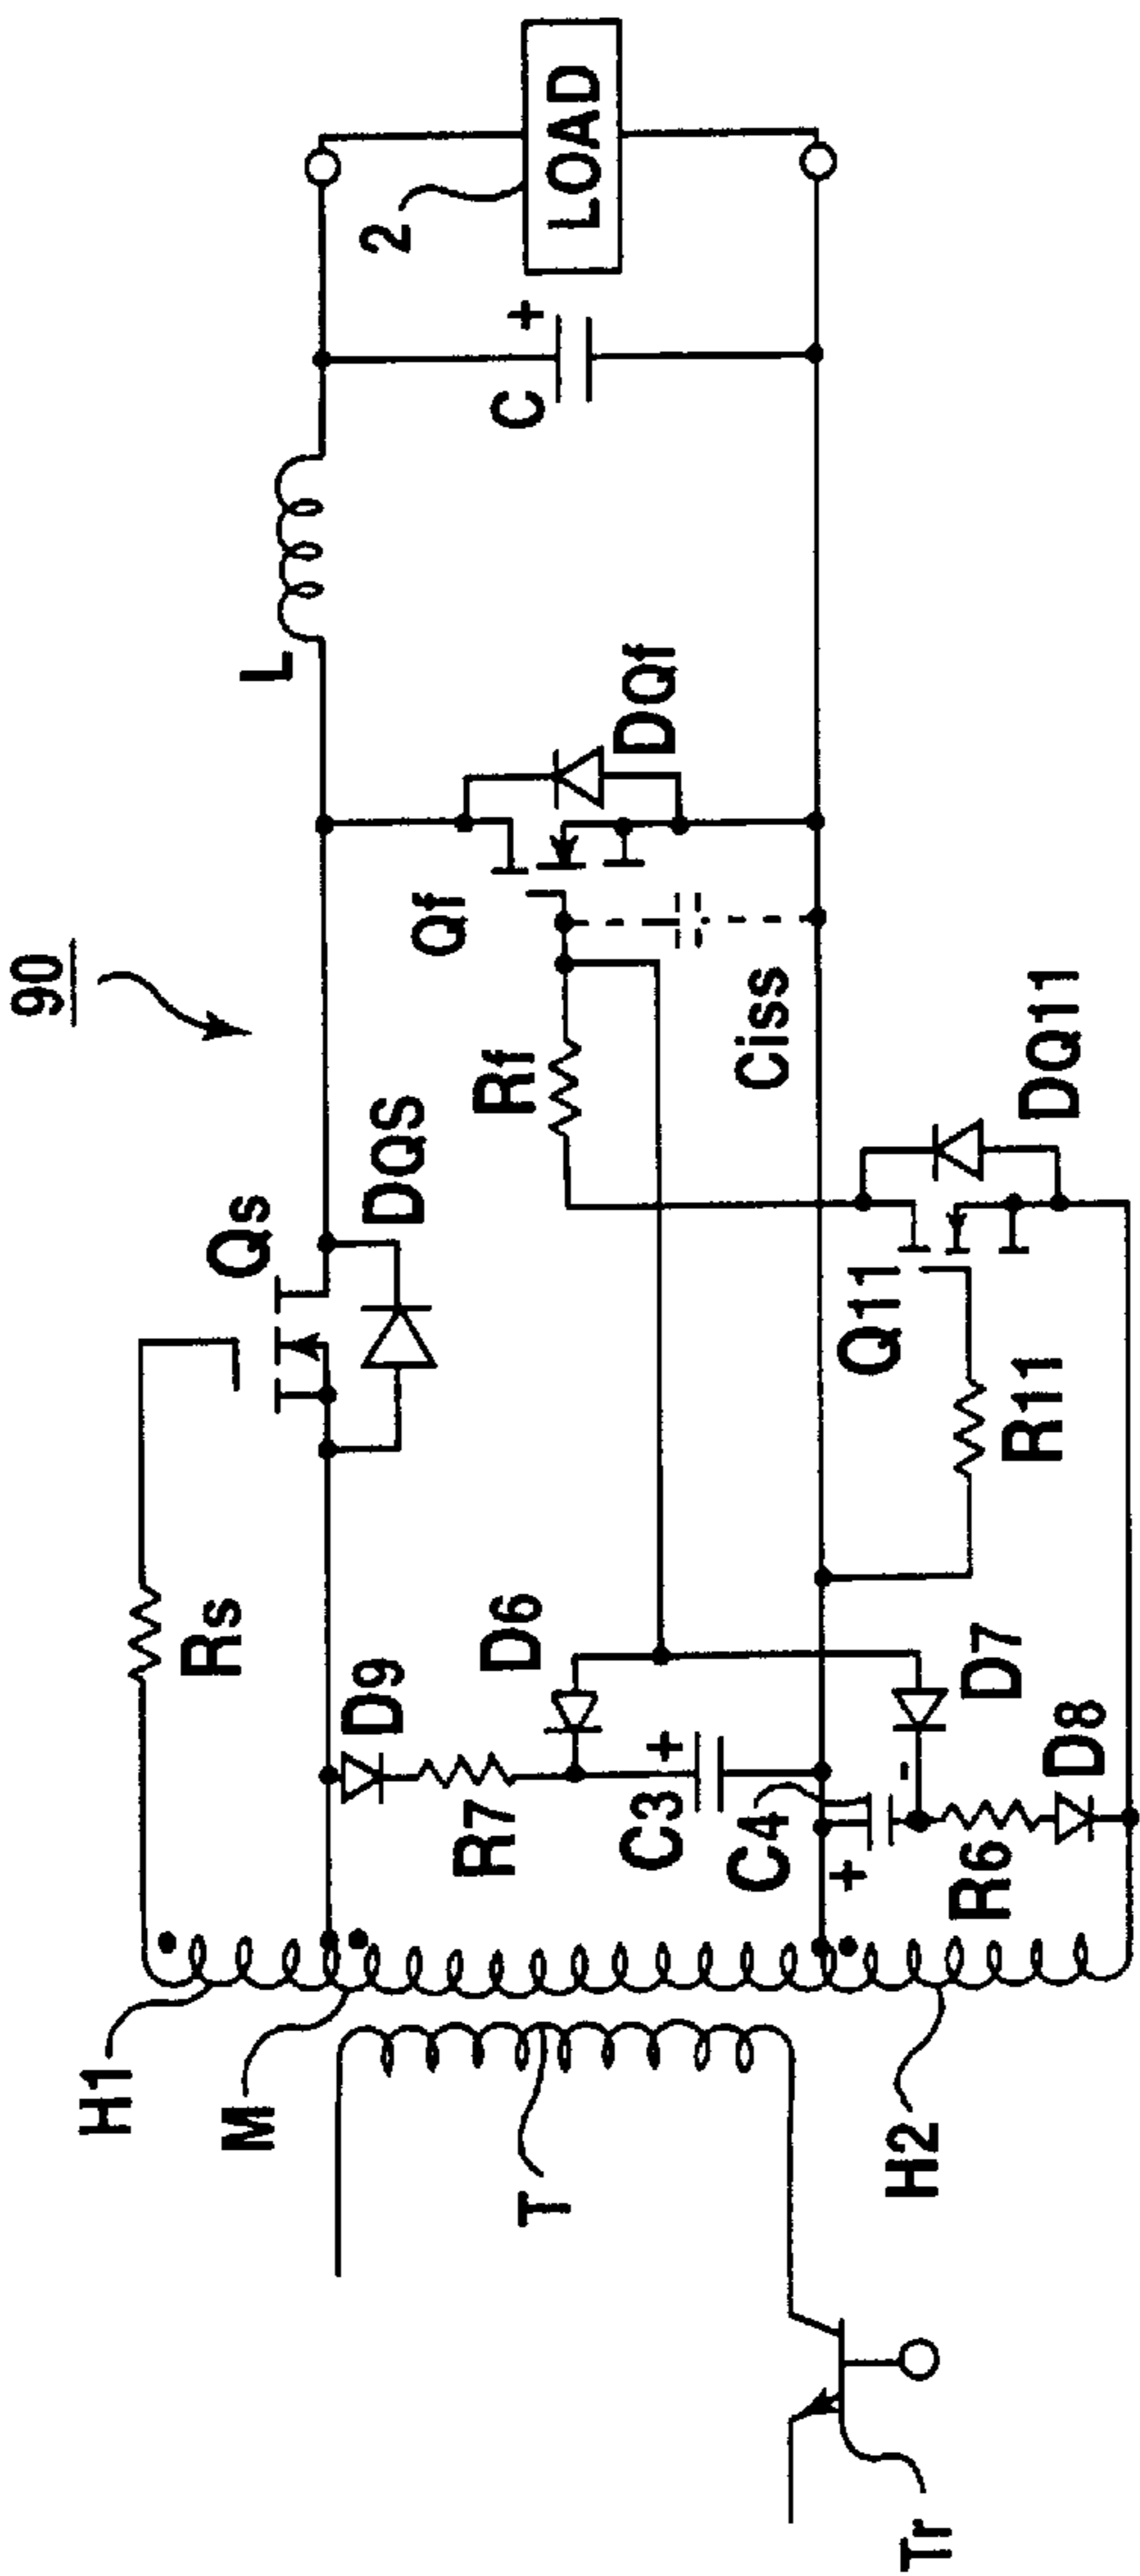 90
H1
M
T
H2
Tr
Rs
Qs
DQS
L
D9
R7
D6
C3 +
C4
+
-
R6
D8
D7
R11
Q11
DQ11
Rf
Ciss
Qf
DQf
C +
2
LOAD